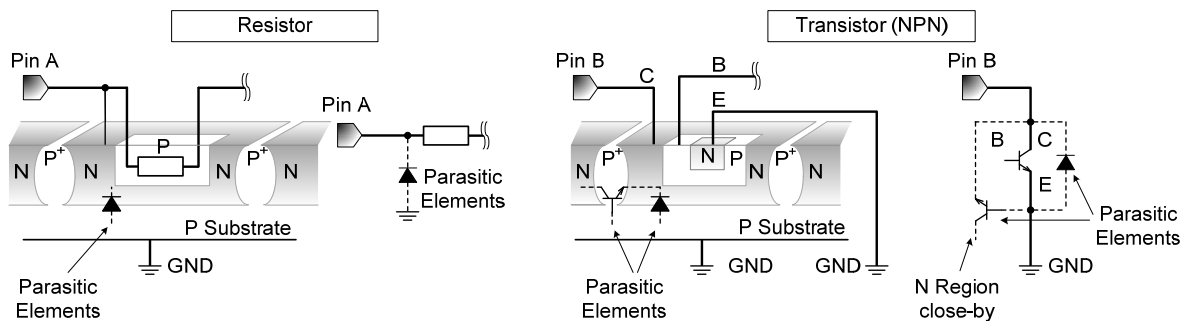 Resistor
Pin A
Pin A
N
P+
N
P
N
P+
N
Parasitic
Elements
P Substrate
GND
Parasitic
Elements
Transistor (NPN)
Pin B
C
B
E
N
P+
N
N
P
N
P+
N
P Substrate
GND
GND
Parasitic
Elements
Pin B
B
C
E
Parasitic
Elements
GND
N Region
close-by